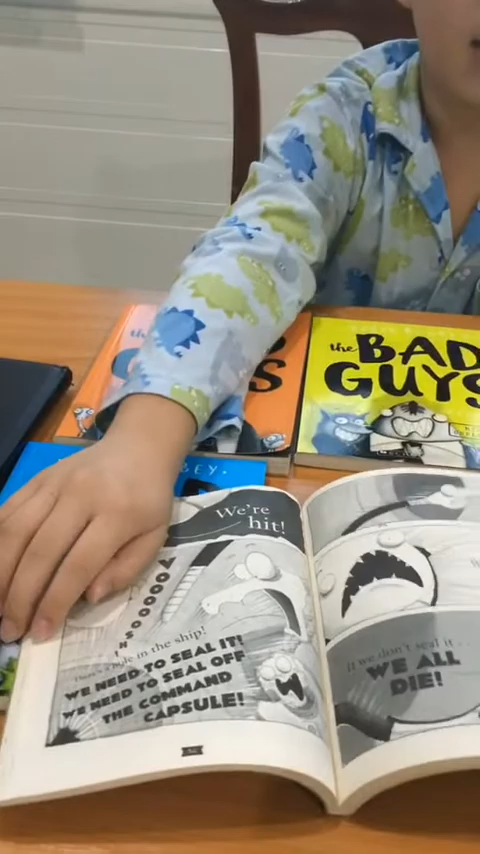 the BAD
GUYS
S
BEY.
We're
hit!
There's a hole in the ship!
WE NEED TO SEAL IT!
WE NEED TO SEAL OFF
THE COMMAND
CAPSULE!
If we don't seal it . . .
WE ALL
DIE!